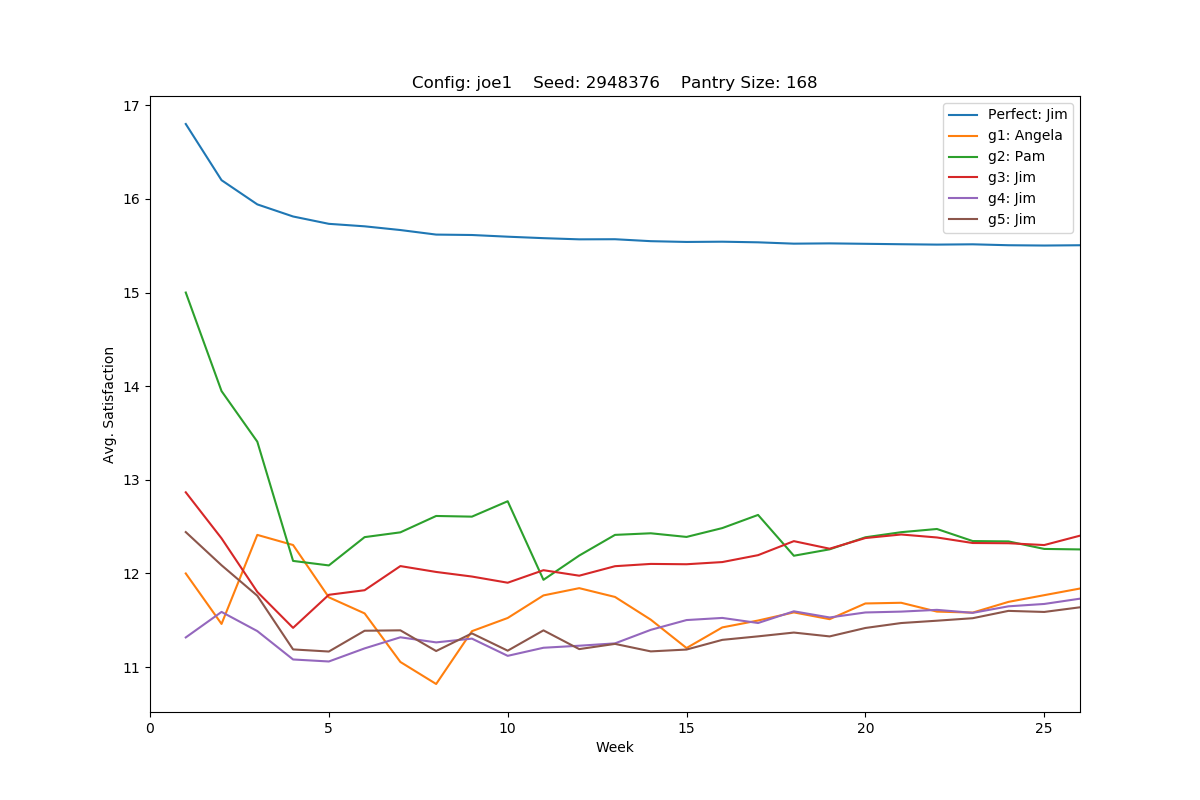 Config: joe1    Seed: 2948376    Pantry Size: 168
17
16
15
14
13
12
11
Avg. Satisfaction
Perfect: Jim
g1: Angela
g2: Pam
g3: Jim
g4: Jim
g5: Jim
0 5 10 15 20 25
Week